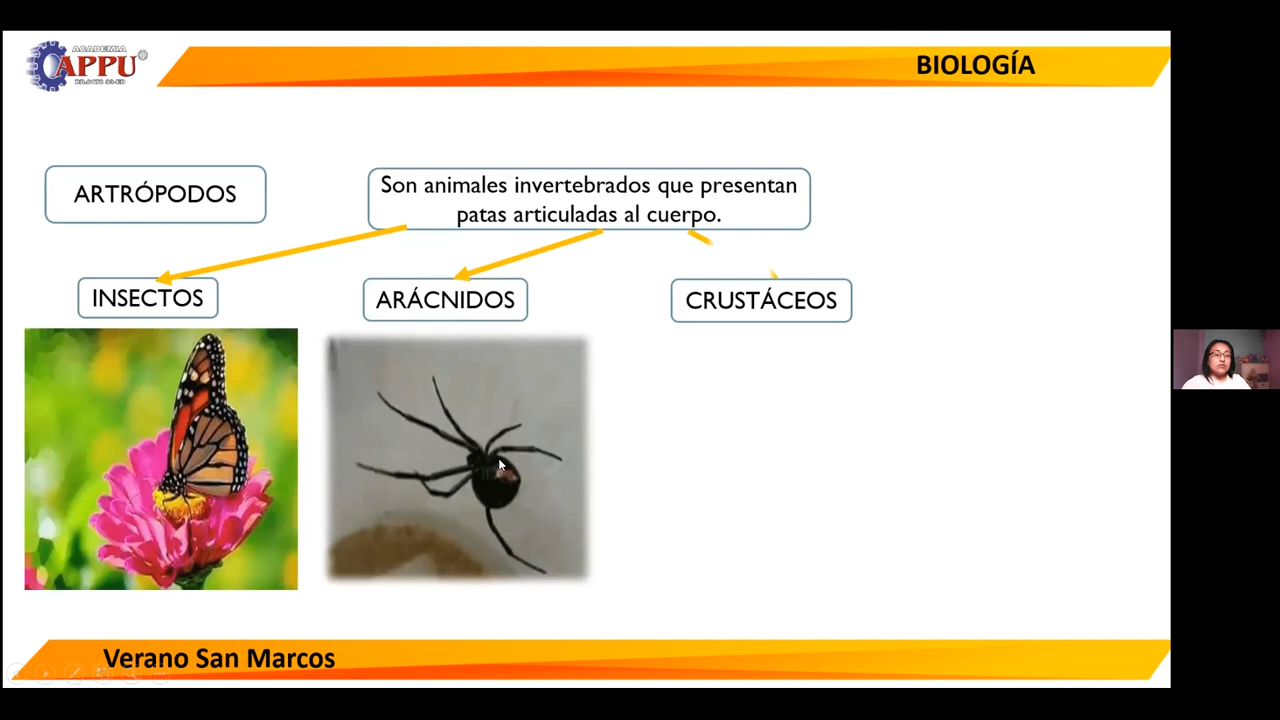 ACADEMIA
APPU
BIOLOGÍA
ARTRÓPODOS
Son animales invertebrados que presentan
patas articuladas al cuerpo.
INSECTOS
ARÁCNIDOS
CRUSTÁCEOS
Verano San Marcos